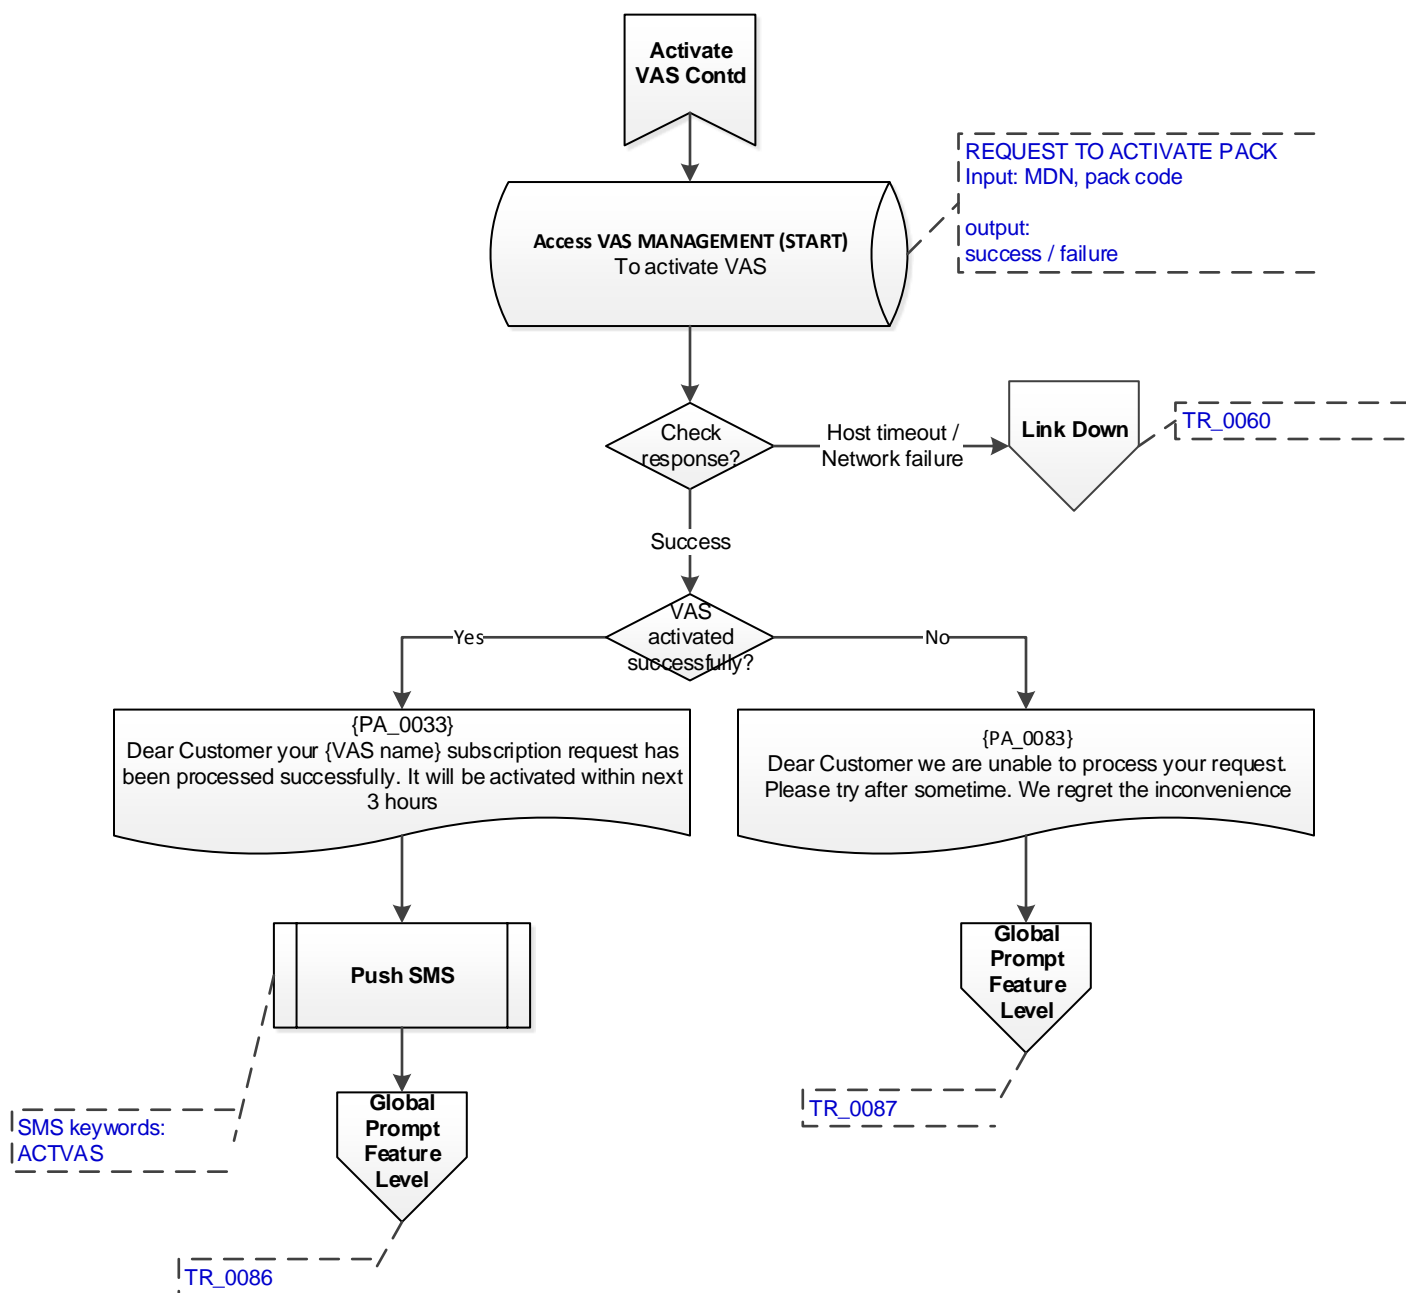 Activate
VAS Contd
REQUEST TO ACTIVATE PACK
Input: MDN, pack code
output:
success / failure
Access VAS MANAGEMENT (START)
To activate VAS
Check
response?
Host timeout /
Network failure
Link Down
TR_0060
Success
VAS
activated
successfully?
Yes
No
{PA_0033}
Dear Customer your {VAS name} subscription request has
been processed successfully. It will be activated within next
3 hours
{PA_0083}
Dear Customer we are unable to process your request.
Please try after sometime. We regret the inconvenience
Push SMS
Global
Prompt
Feature
Level
TR_0087
SMS keywords:
ACTVAS
Global
Prompt
Feature
Level
TR_0086